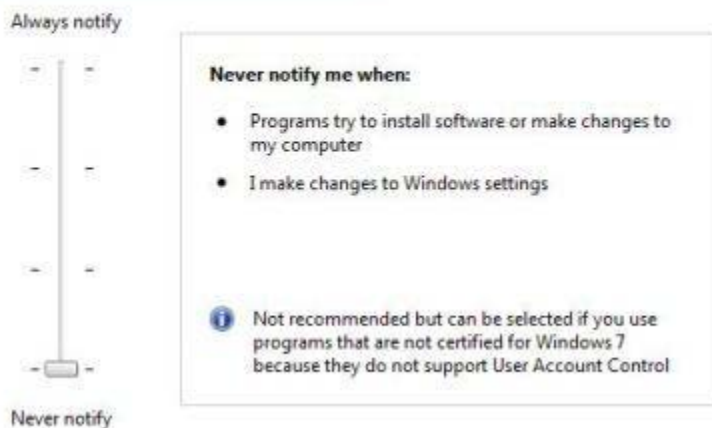 Always notify
Never notify me when:
• Programs try to install software or make changes to
my computer
• I make changes to Windows settings
Not recommended but can be selected if you use
programs that are not certified for Windows 7
because they do not support User Account Control
Never notify